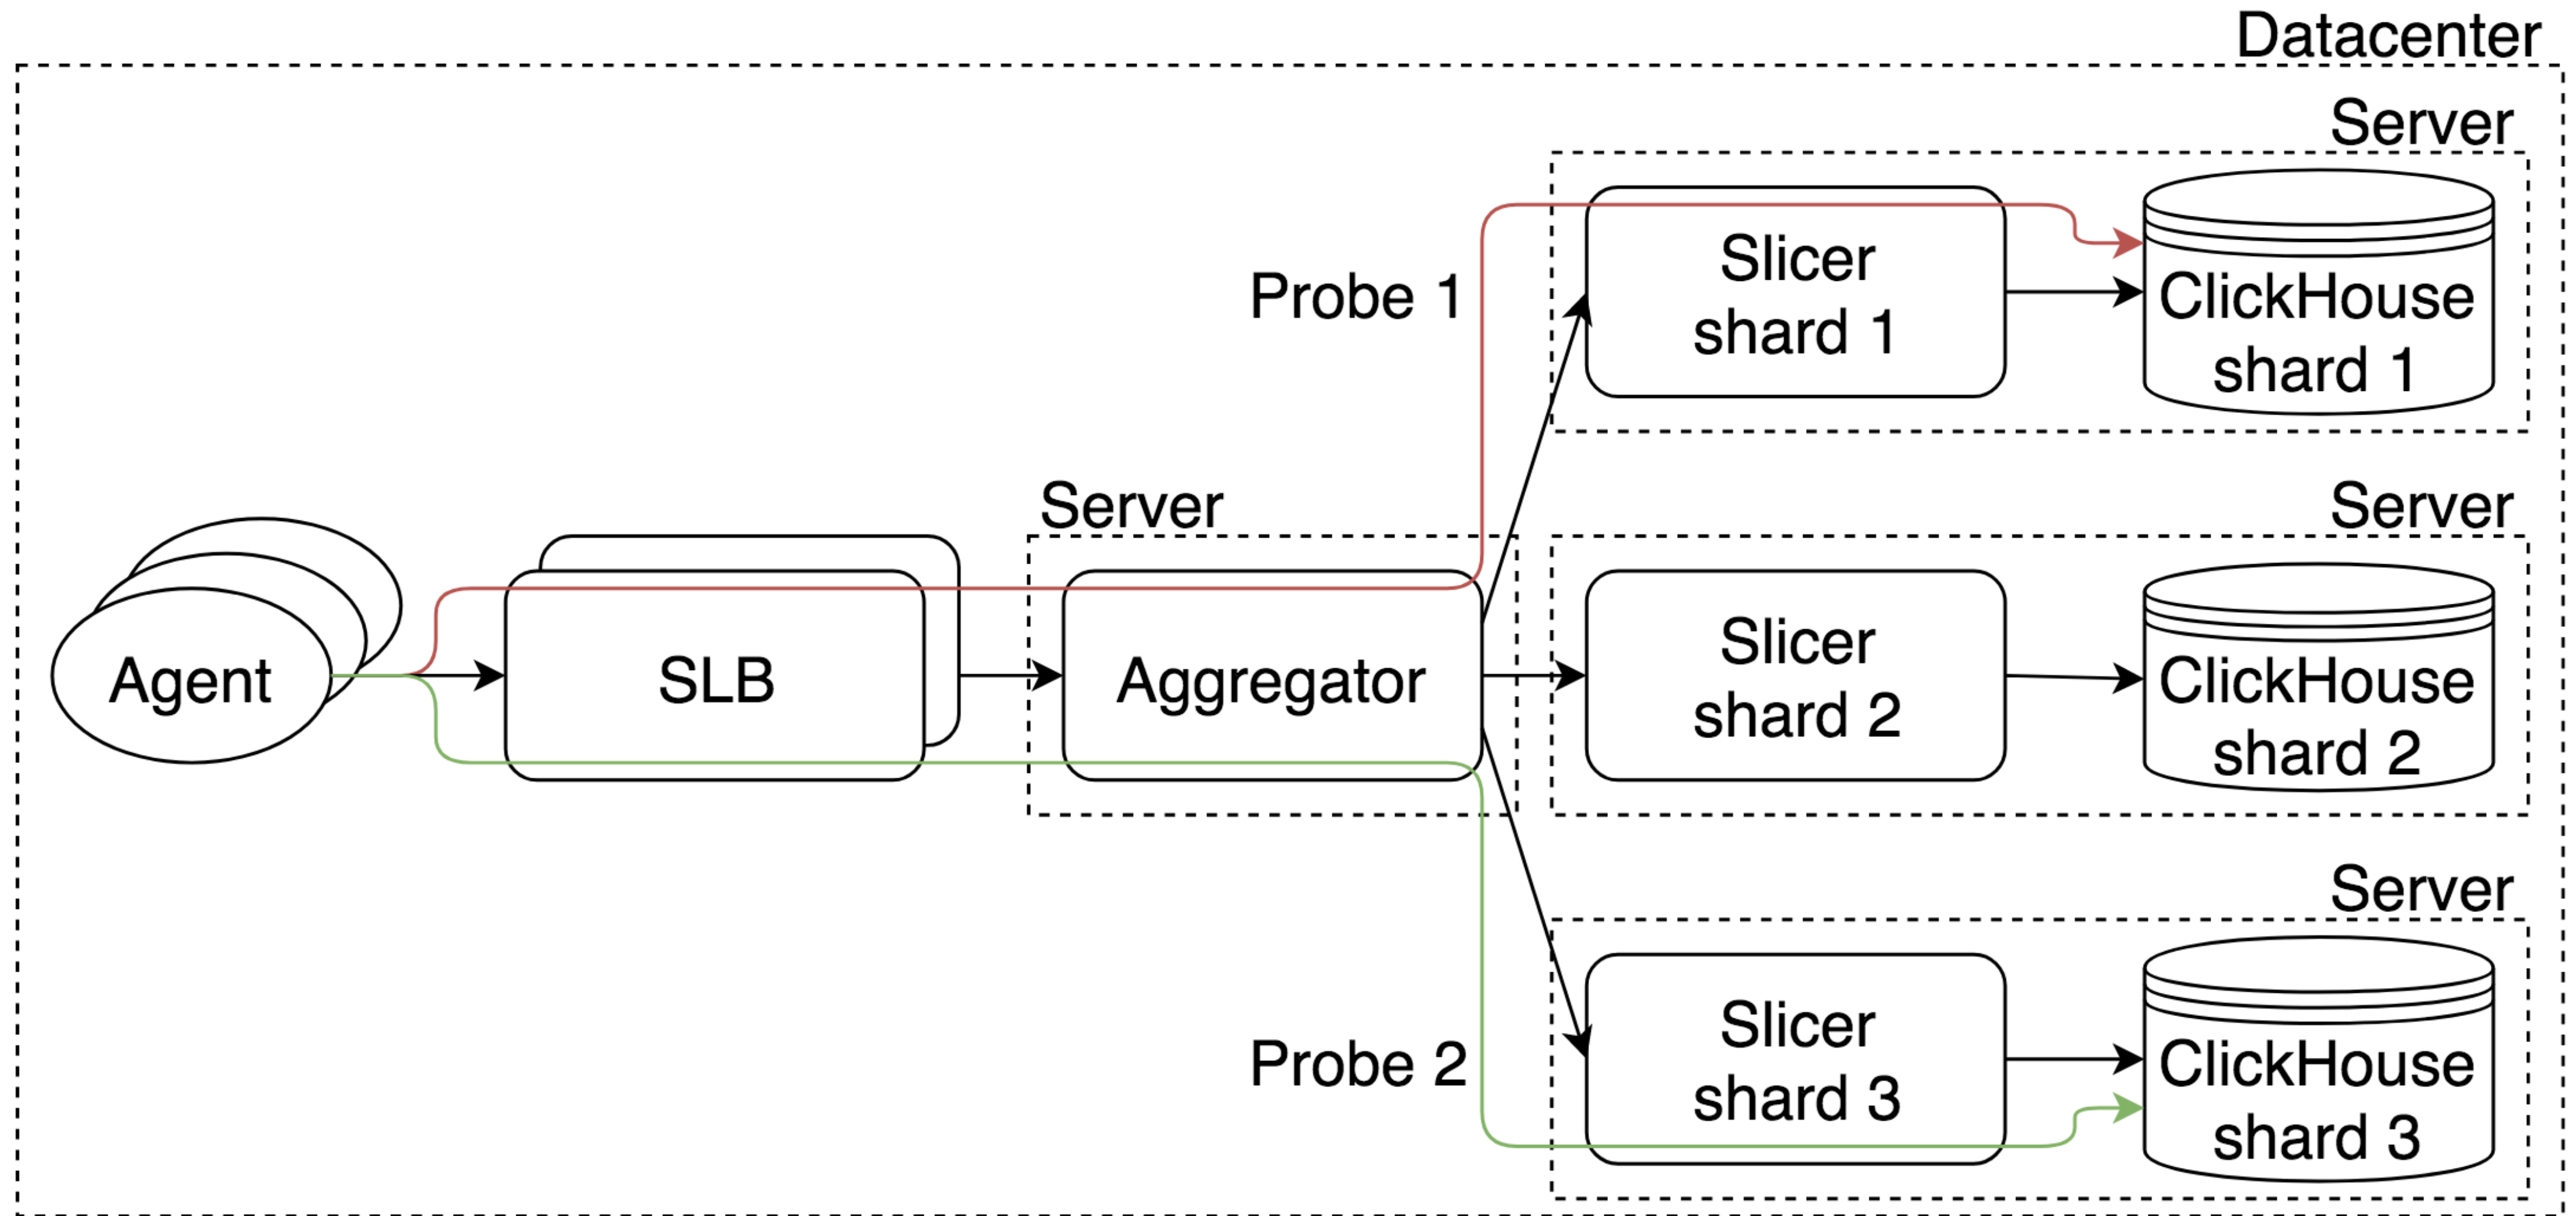 Datacenter
Server
Slicer
shard 1
ClickHouse
shard 1
Probe 1
Server
Server
Agent
SLB
Aggregator
Slicer
shard 2
ClickHouse
shard 2
Server
Probe 2
Slicer
shard 3
ClickHouse
shard 3